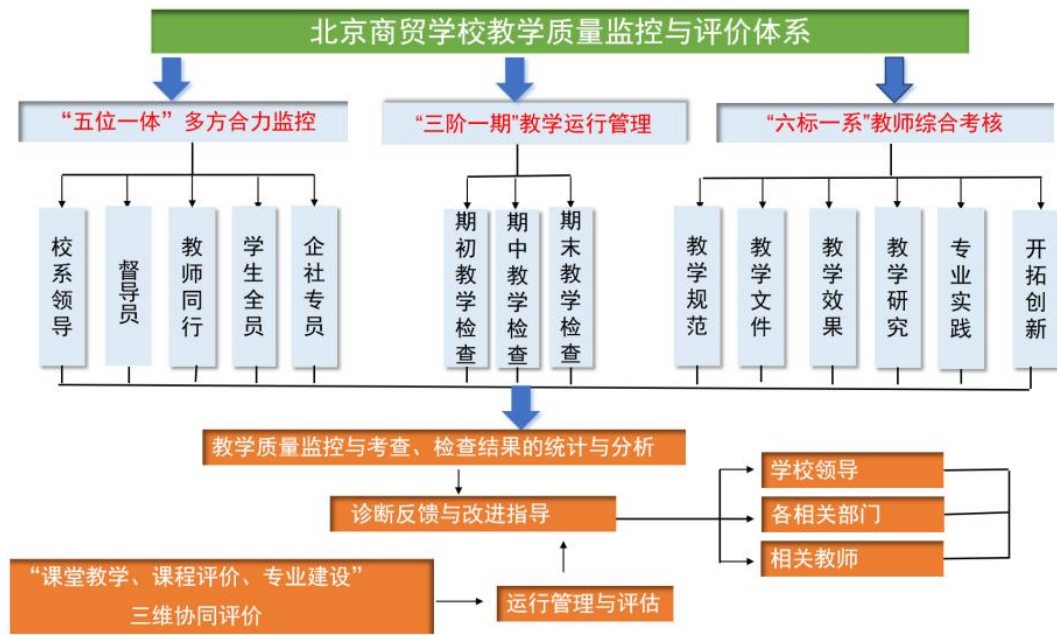 北京商贸学校教学质量监控与评价体系
“五位一体”多方合力监控
“三阶一期”教学运行管理
“六标一系”教师综合考核
校系领导
督导员
教师同行
学生全员
企社专员
期初教学检查
期中教学检查
期末教学检查
教学规范
教学文件
教学效果
教学研究
专业实践
开拓创新
教学质量监控与考查、检查结果的统计与分析
诊断反馈与改进指导
学校领导
各相关部门
相关教师
“课堂教学、课程评价、专业建设”
三维协同评价
运行管理与评估